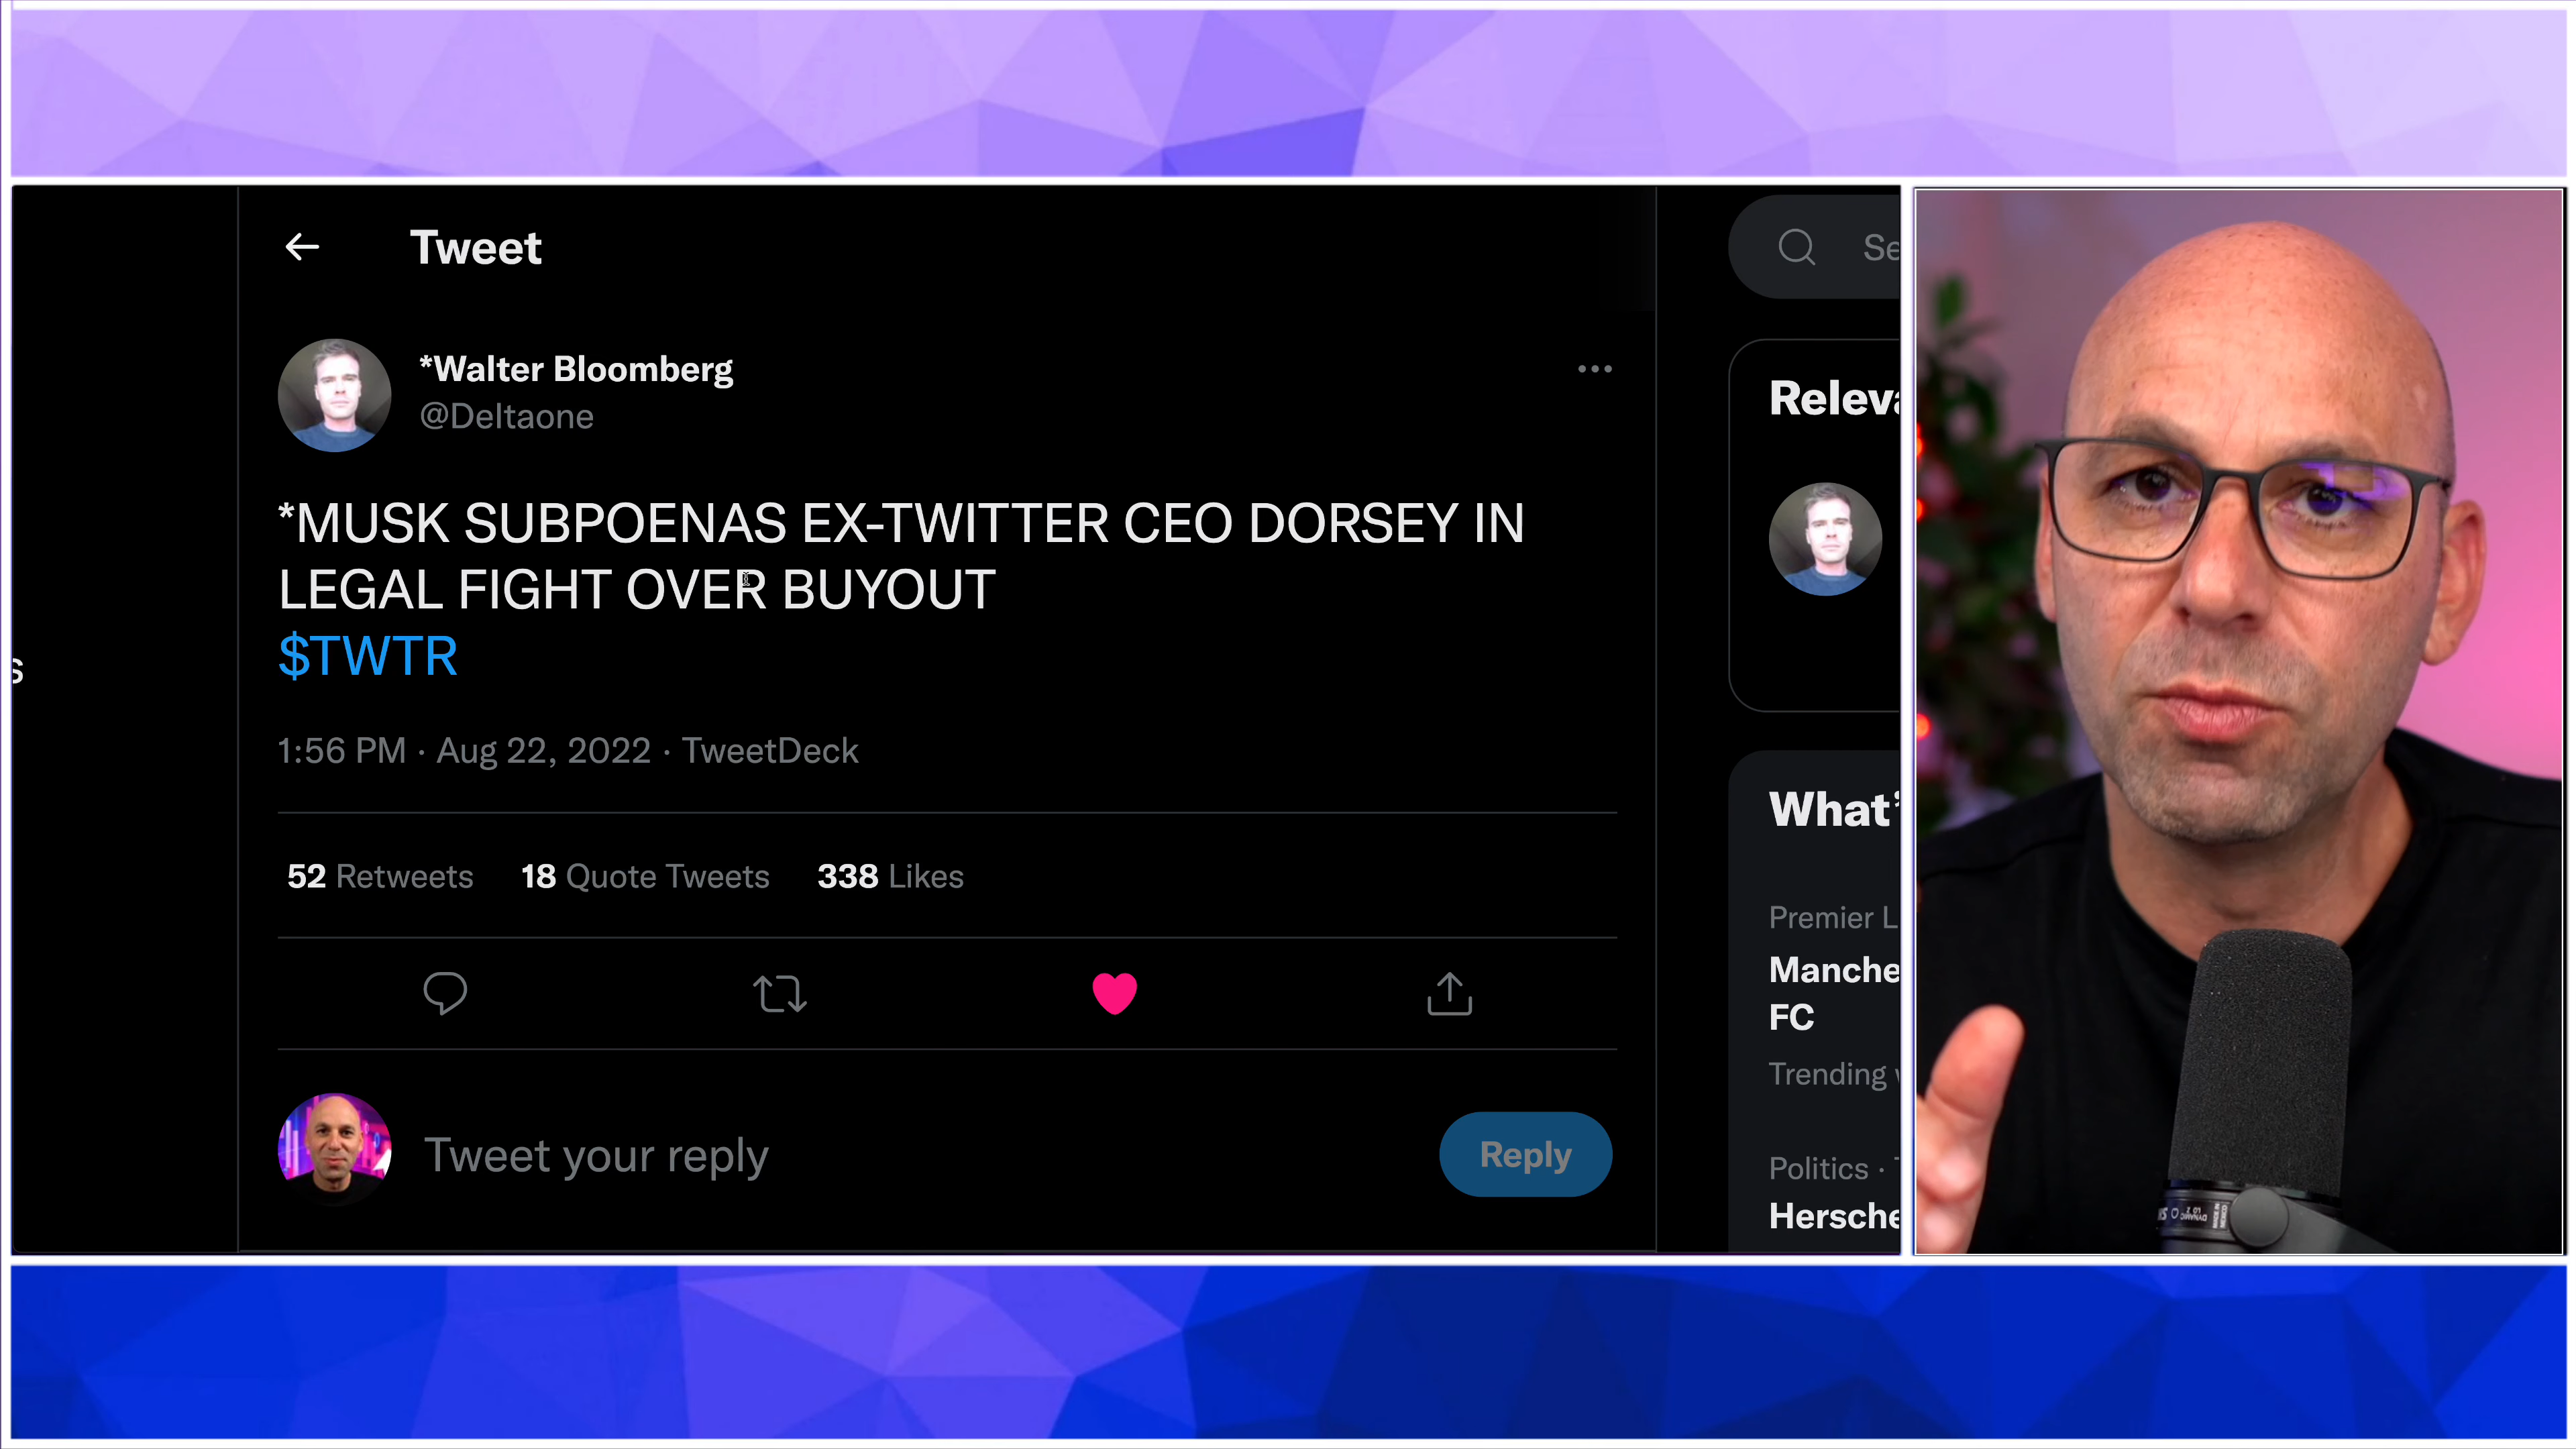 Tweet
Se
*Walter Bloomberg
@Deltaone
*MUSK SUBPOENAS EX-TWITTER CEO DORSEY IN
LEGAL FIGHT OVER BUYOUT
$TWTR
1:56 PM · Aug 22, 2022 · TweetDeck
52 Retweets 18 Quote Tweets 338 Likes
Tweet your reply
Reply
s
Releva
What'
Premier L
Manche
FC
Trending
Politics ·
Hersche